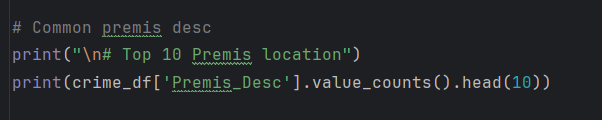 # Common premis desc
print("\n# Top 10 Premis location")
print(crime_df['Premis_Desc'].value_counts().head(10))